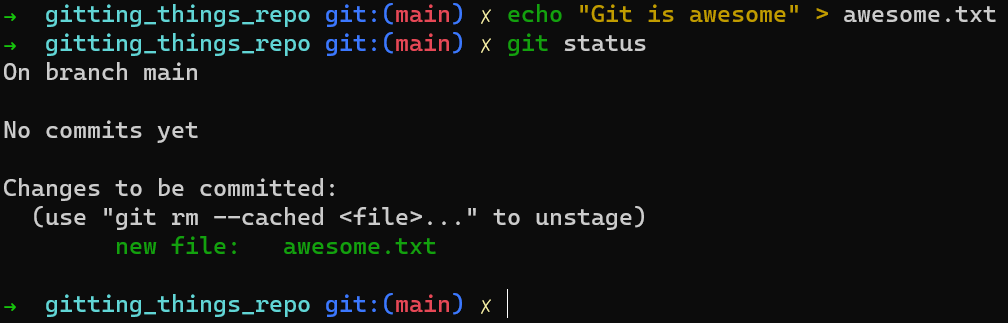 → gitting_things_repo git:(main) ✗ echo "Git is awesome" > awesome.txt
→ gitting_things_repo git:(main) ✗ git status
On branch main
No commits yet
Changes to be committed:
  (use "git rm --cached <file>..." to unstage)
        new file:   awesome.txt
→ gitting_things_repo git:(main) ✗